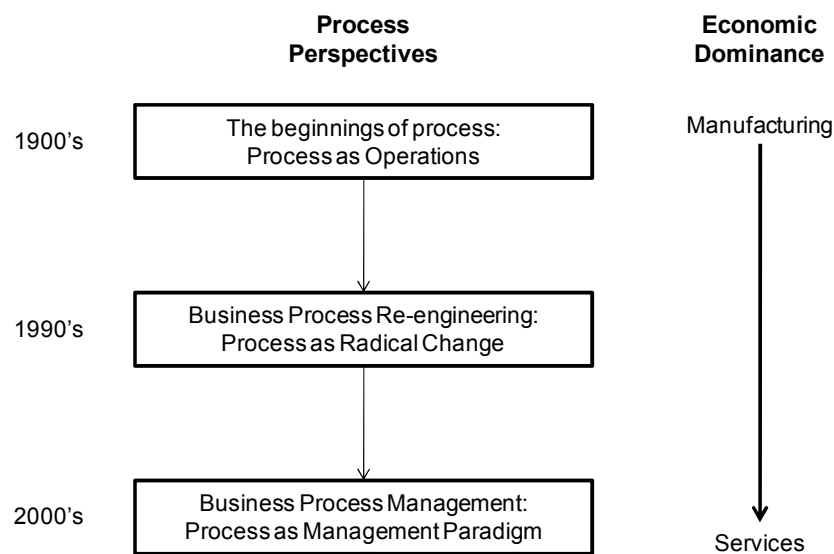 Process
Perspectives
Economic
Dominance
1900's
The beginnings of process:
Process as Operations
Manufacturing
1990's
Business Process Re-engineering:
Process as Radical Change
2000's
Business Process Management:
Process as Management Paradigm
Services